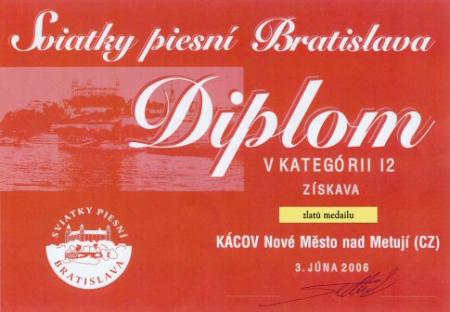 Sviatky piesní Bratislava
Diplom
V KATEGÓRII 12
ZÍSKAVA
zlatú medailu
KÁCOV Nové Město nad Metují (CZ)
3. JÚNA 2006
SVIATKY PIESNÍ
BRATISLAVA